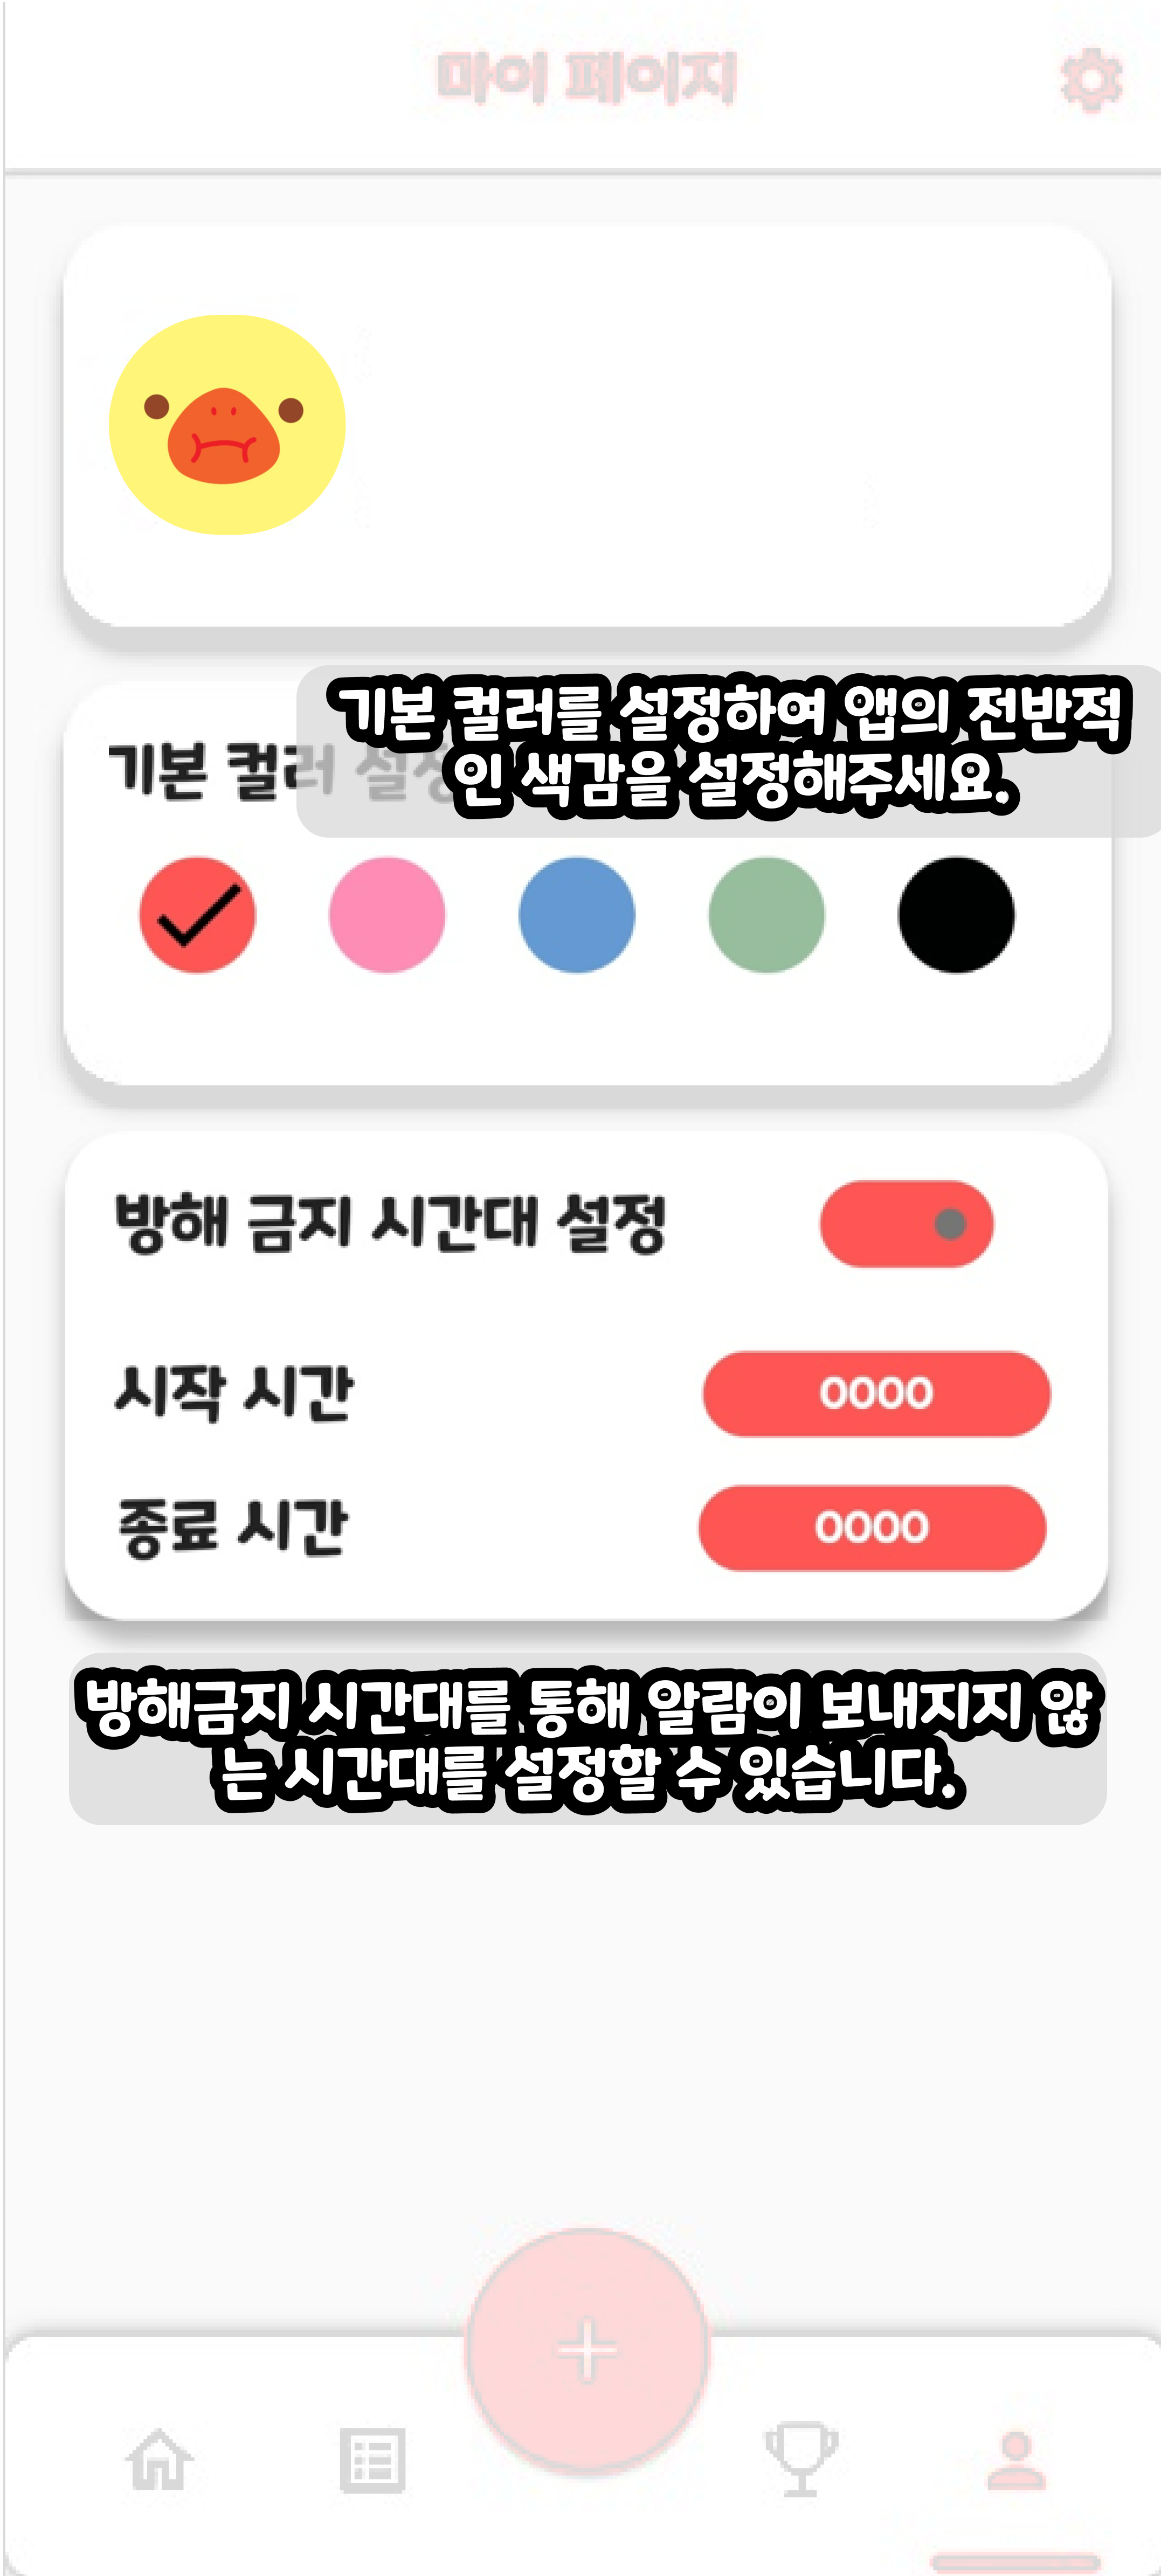 마이 페이지
기본 컬러를 설정하여 앱의 전반적
인 색감을 설정해주세요.
기본 컬러 설정
방해 금지 시간대 설정
시작 시간 0000
종료 시간 0000
방해금지 시간대를 통해 알람이 보내지지 않
는 시간대를 설정할 수 있습니다.